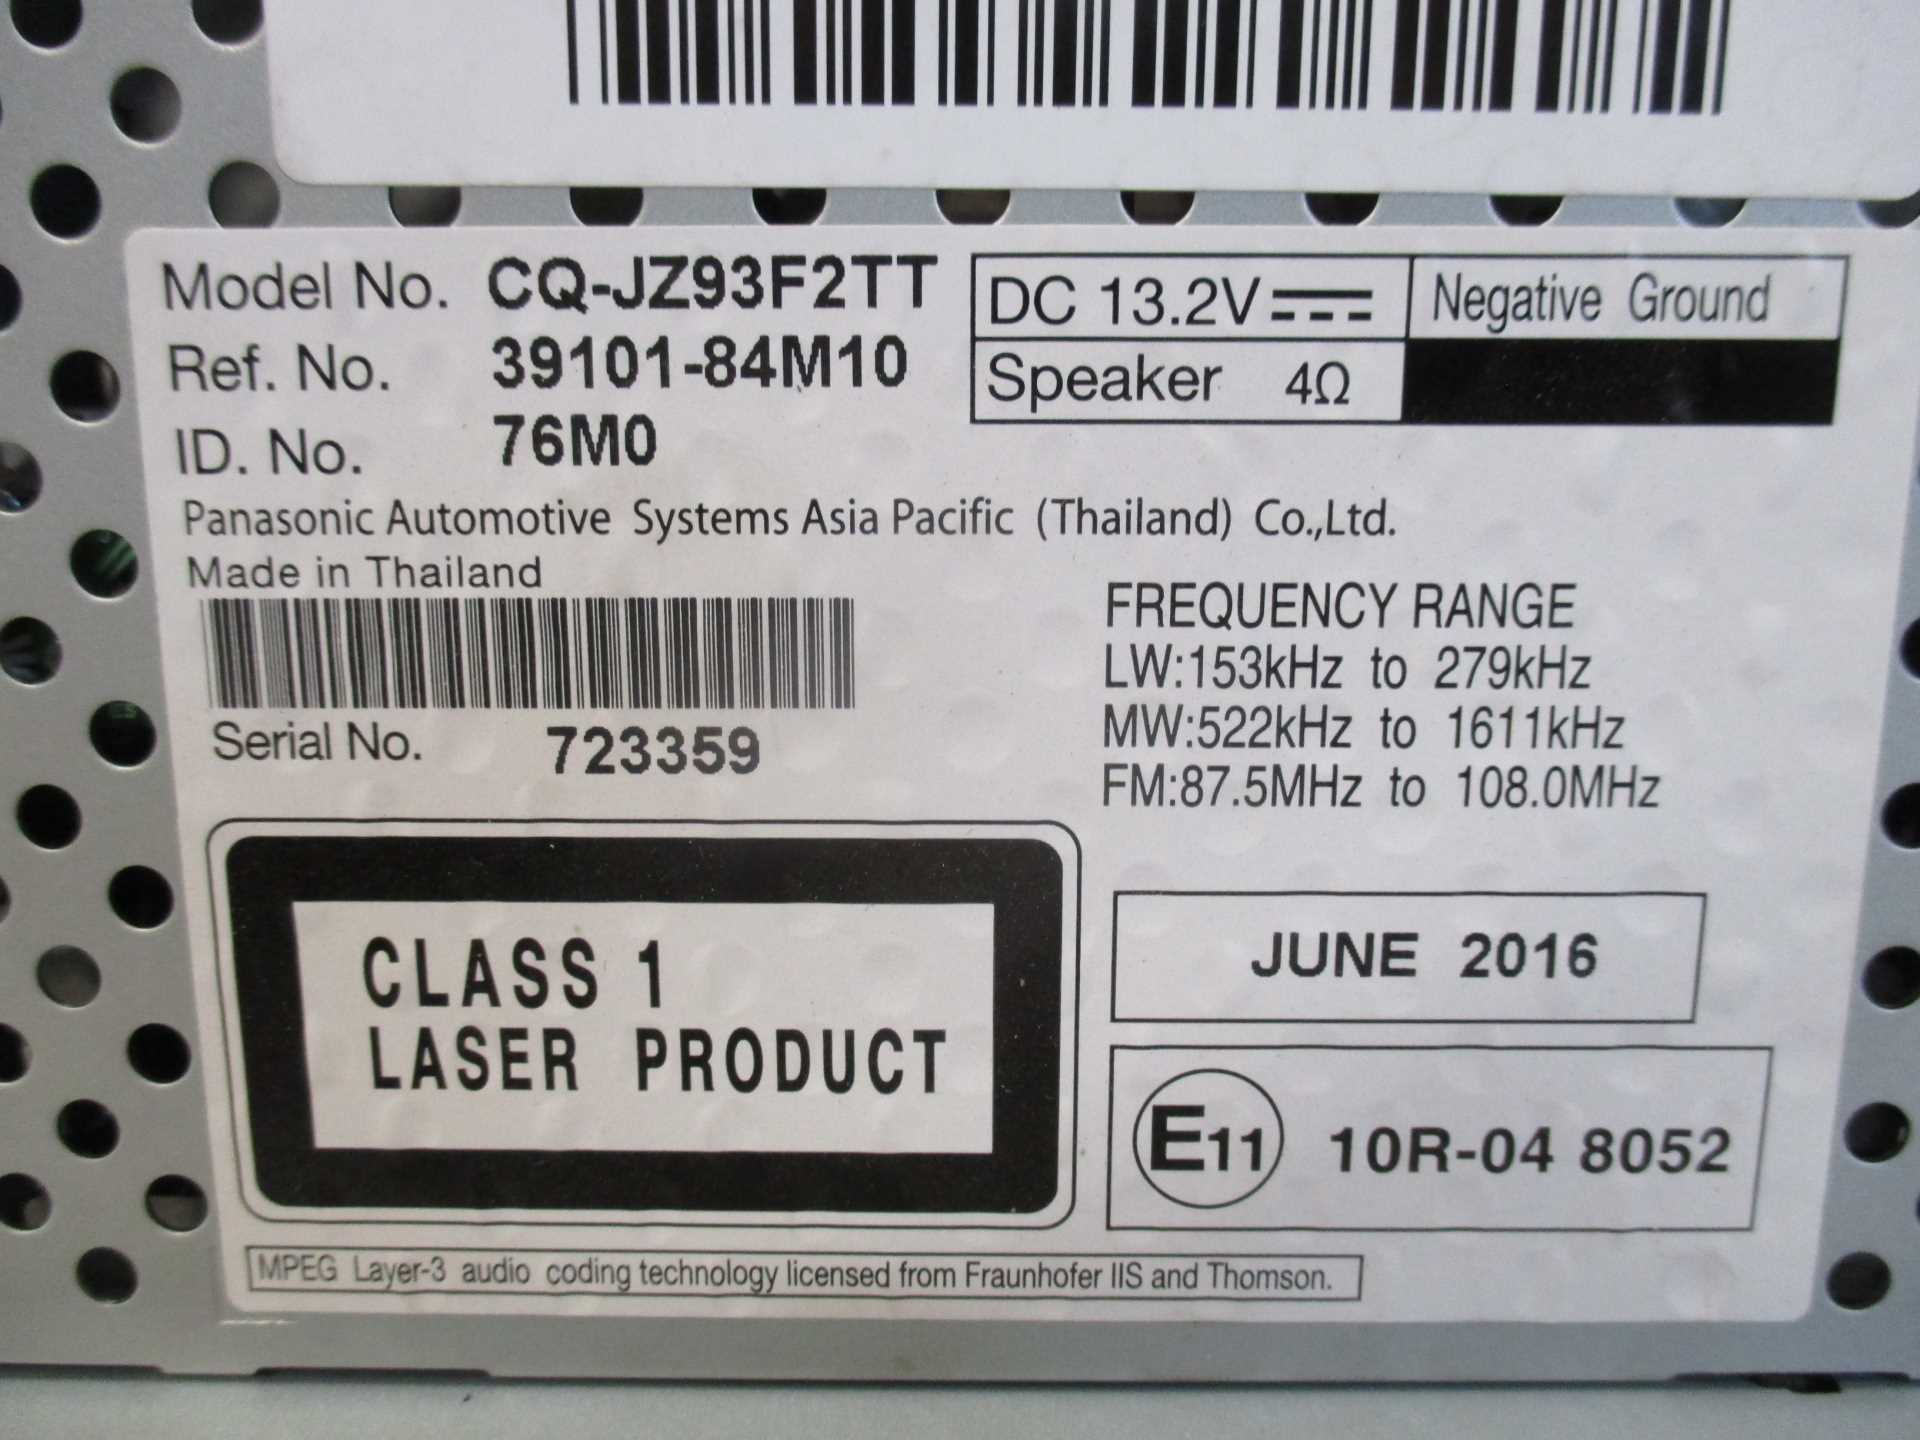 Model No. CQ-JZ93F2TT
Ref. No. 39101-84M10
ID. No. 76M0
DC 13.2V
Negative Ground
Speaker 4Ω
Panasonic Automotive Systems Asia Pacific (Thailand) Co.,Ltd.
Made in Thailand
Serial No. 723359
FREQUENCY RANGE
LW:153kHz to 279kHz
MW:522kHz to 1611kHz
FM:87.5MHz to 108.0MHz
CLASS 1
LASER PRODUCT
JUNE 2016
E11 10R-04 8052
MPEG Layer-3 audio coding technology licensed from Fraunhofer IIS and Thomson.